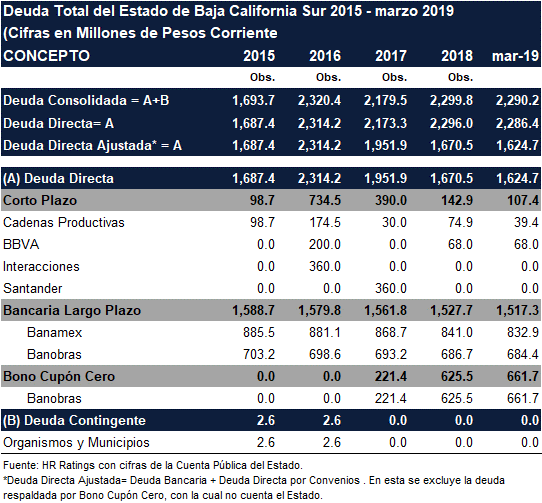 Deuda Total del Estado de Baja California Sur 2015 - marzo 2019
(Cifras en Millones de Pesos Corriente
CONCEPTO 2015 2016 2017 2018 mar-19
Obs. Obs. Obs. Obs. Obs.
Deuda Consolidada = A+B 1,693.7 2,320.4 2,179.5 2,299.8 2,290.2
Deuda Directa= A 1,687.4 2,314.2 2,173.3 2,296.0 2,286.4
Deuda Directa Ajustada* = A 1,687.4 2,314.2 1,951.9 1,670.5 1,624.7
(A) Deuda Directa 1,687.4 2,314.2 1,951.9 1,670.5 1,624.7
Corto Plazo 98.7 734.5 390.0 142.9 107.4
Cadenas Productivas 98.7 174.5 30.0 74.9 39.4
BBVA 0.0 200.0 0.0 68.0 68.0
Interacciones 0.0 360.0 0.0 0.0 0.0
Santander 0.0 0.0 360.0 0.0 0.0
Bancaria Largo Plazo 1,588.7 1,579.8 1,561.8 1,527.7 1,517.3
Banamex 885.5 881.1 868.7 841.0 832.9
Banobras 703.2 698.6 693.2 686.7 684.4
Bono Cupón Cero 0.0 0.0 221.4 625.5 661.7
Banobras 0.0 0.0 221.4 625.5 661.7
(B) Deuda Contingente 2.6 2.6 0.0 0.0 0.0
Organismos y Municipios 2.6 2.6 0.0 0.0 0.0
Fuente: HR Ratings con cifras de la Cuenta Pública del Estado.
*Deuda Directa Ajustada= Deuda Bancaria + Deuda Directa por Convenios . En esta se excluye la deuda
respaldada por Bono Cupón Cero, con la cual no cuenta el Estado.